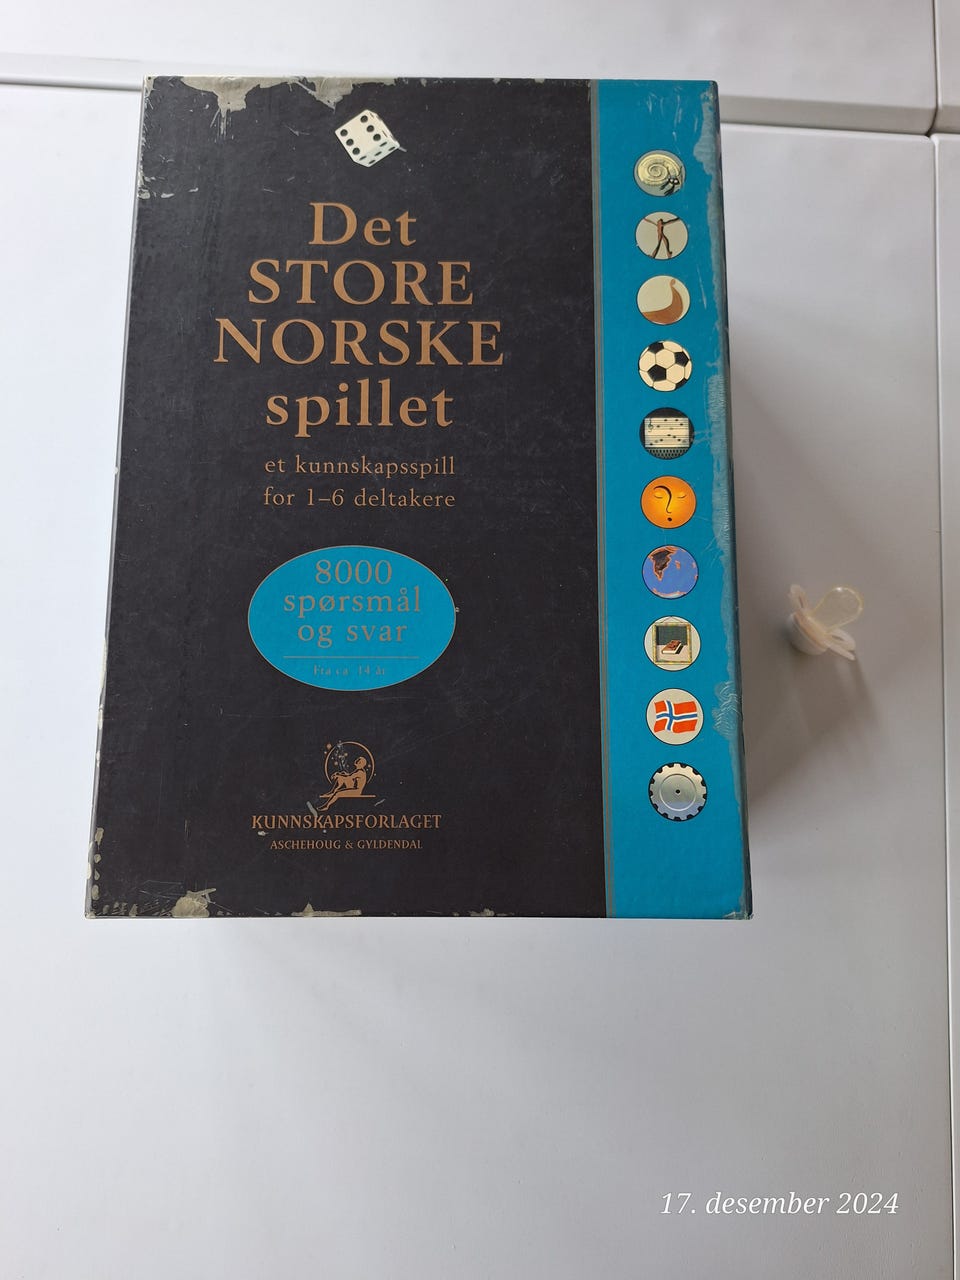 Det
STORE
NORSKE
spillet
et kunnskapsspill
for 1–6 deltakere
8000
spørsmål
og svar
Fra ca. 14 år
KUNNSKAPSFORLAGET
ASCHEHOUG & GYLDENDAL
17. desember 2024